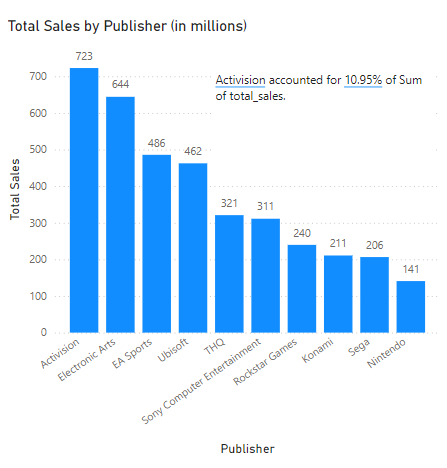 Total Sales by Publisher (in millions)
Activision accounted for 10.95% of Sum
of total_sales.
Total Sales
700
600
500
400
300
200
100
0
723
644
486
462
321
311
240
211
206
141
Activision
Electronic Arts
EA Sports
Ubisoft
THQ
Sony Computer Entertainment
Rockstar Games
Konami
Sega
Nintendo
Publisher